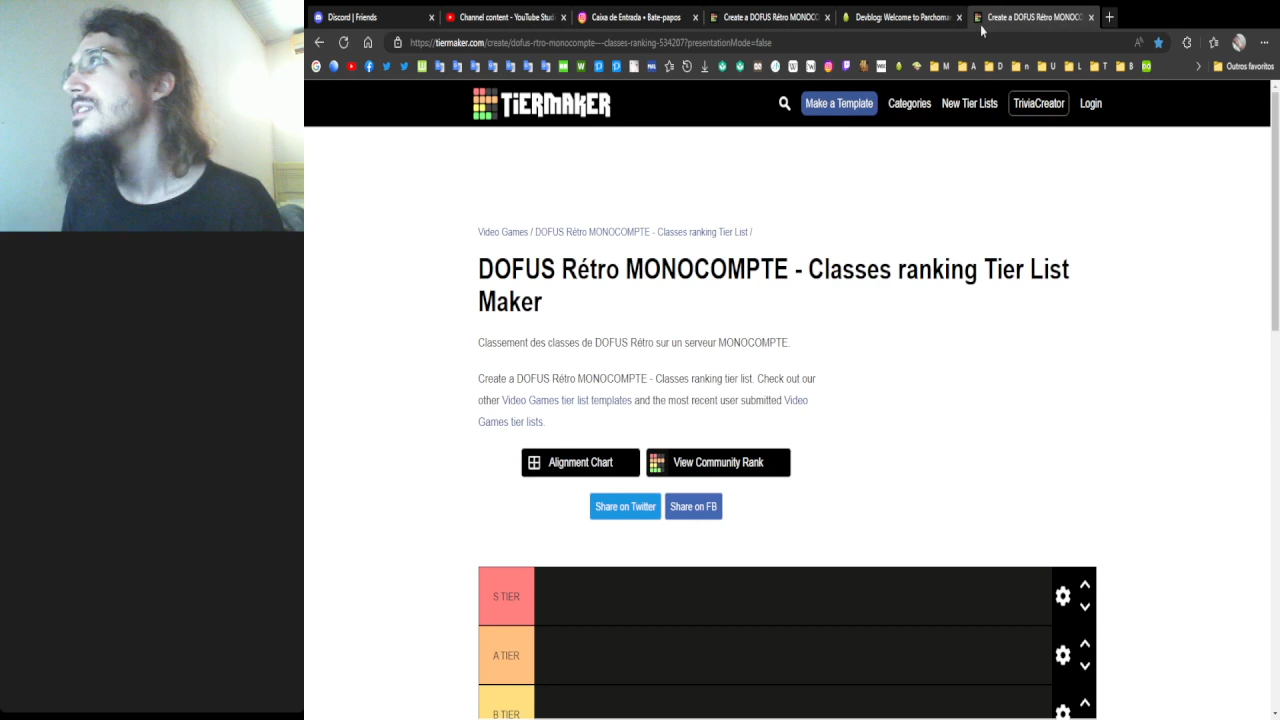 Discord | Friends
Channel content - YouTube Stud
Caixa de Entrada • Bate-papos
Create a DOFUS Rétro MONOCO
Devblog: Welcome to Parchoma
Create a DOFUS Rétro MONOCO
https://tiermaker.com/create/dofus-rtro-monocompte---classes-ranking-534207?presentationMode=false
M A D n U L T B Outros favoritos
TIERMAKER
Make a Template Categories New Tier Lists TriviaCreator Login
Video Games / DOFUS Rétro MONOCOMPTE - Classes ranking Tier List /
DOFUS Rétro MONOCOMPTE - Classes ranking Tier List
Maker
Classement des classes de DOFUS Rétro sur un serveur MONOCOMPTE.
Create a DOFUS Rétro MONOCOMPTE - Classes ranking tier list. Check out our
other Video Games tier list templates and the most recent user submitted Video
Games tier lists.
Alignment Chart View Community Rank
Share on Twitter Share on FB
S TIER
A TIER
B TIER